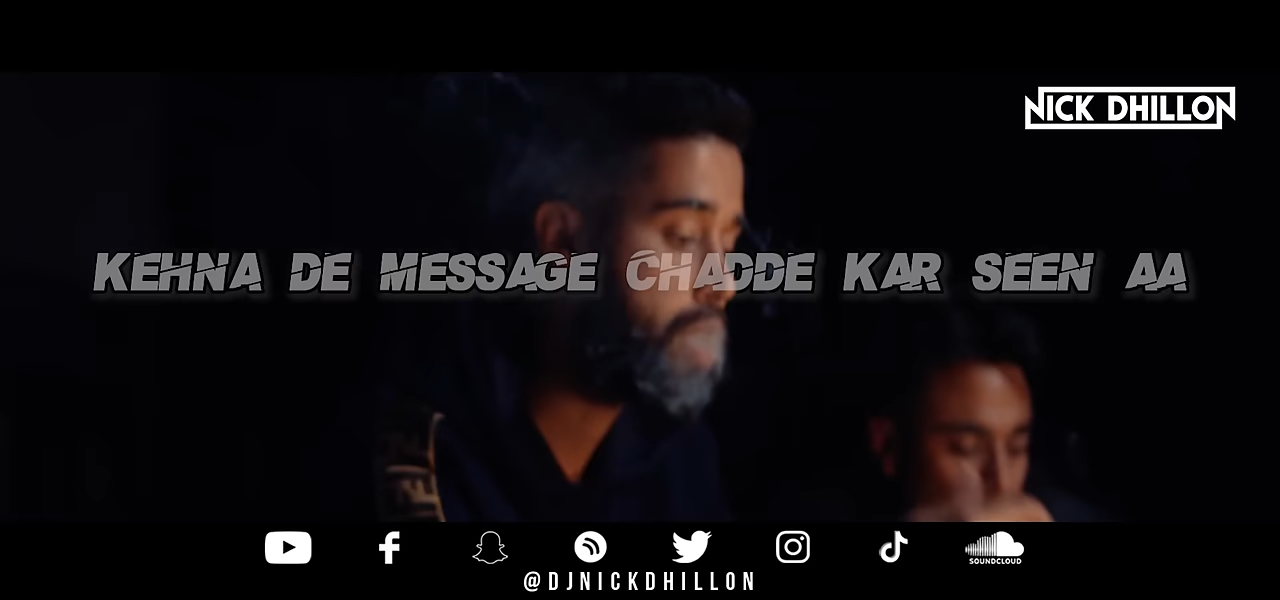 NICK DHILLON
KEHNA DE MESSAGE CHADDE KAR SEEN AA
SOUNDCLOUD
@DJNICKDHILLON